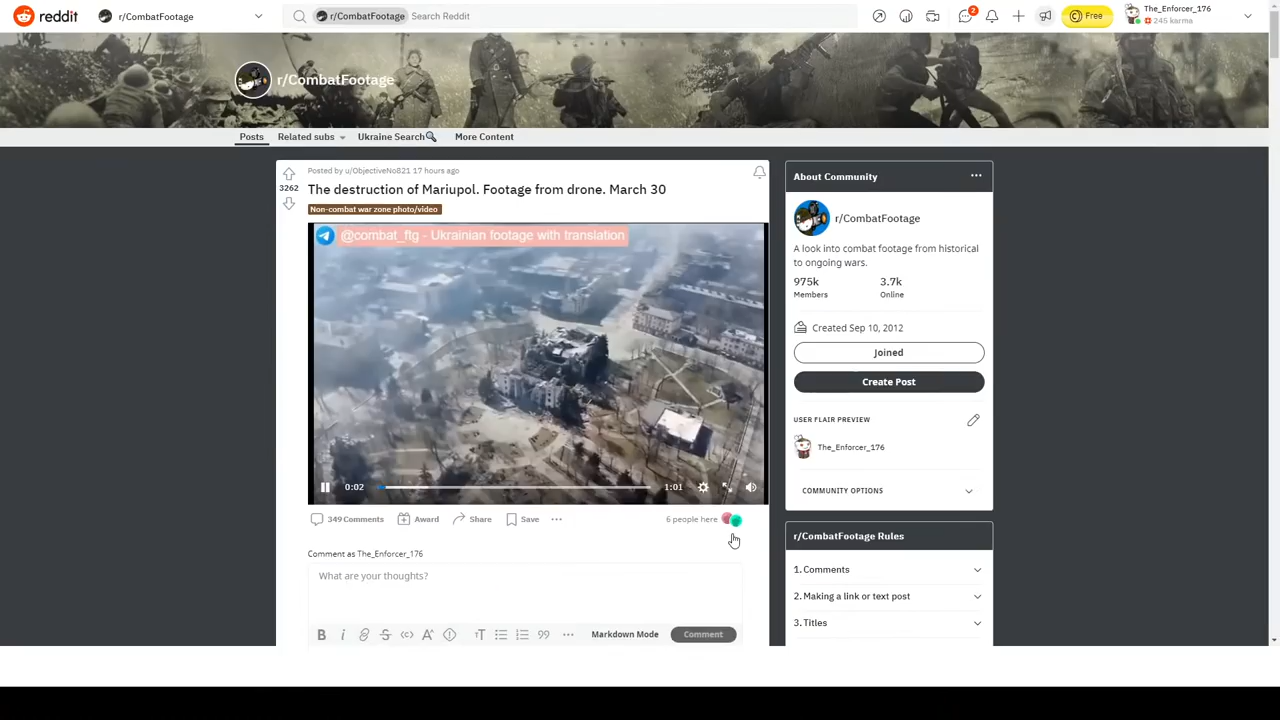 reddit
r/CombatFootage
r/CombatFootage
Search Reddit
2
Free
The_Enforcer_176
245 karma
r/CombatFootage
Posts
Related subs
Ukraine Search
More Content
Posted by u/ObjectiveNo821 17 hours ago
3262
The destruction of Mariupol. Footage from drone. March 30
Non-combat war zone photo/video
@combat_ftg - Ukrainian footage with translation
0:02
1:01
349 Comments
Award
Share
Save
6 people here
Comment as The_Enforcer_176
What are your thoughts?
Markdown Mode
Comment
About Community
r/CombatFootage
A look into combat footage from historical
to ongoing wars.
975k
3.7k
Members
Online
Created Sep 10, 2012
Joined
Create Post
USER FLAIR PREVIEW
The_Enforcer_176
COMMUNITY OPTIONS
r/CombatFootage Rules
1. Comments
2. Making a link or text post
3. Titles